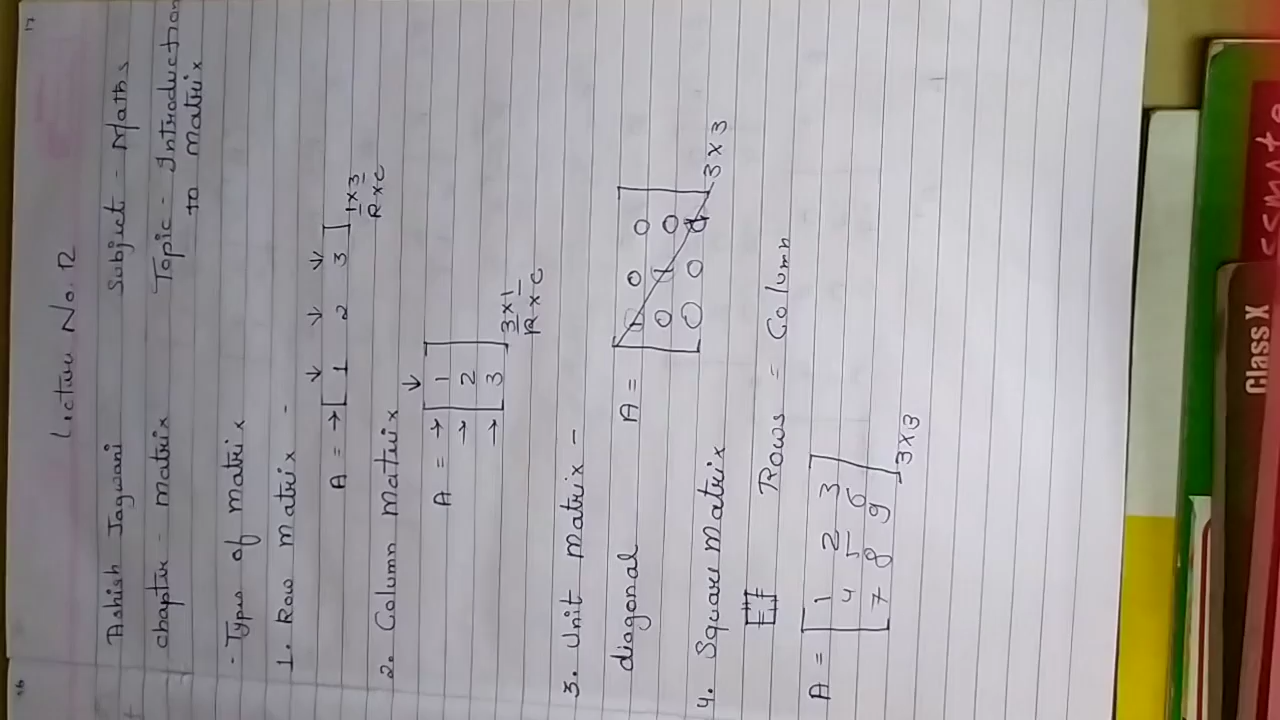 17
Lecture No. 12
Ashish Jagwani Subject - Maths
chapter - matrix Topic - Introduction
to matrix
- Types of matrix
1. Row matrix -
↓ ↓ ↓
A = → [ 1 2 3 ] 1 x 3
R x C
2. Column Matrix
↓
A = → [ 1 ]
→ [ 2 ]
→ [ 3 ] 3 x 1
R x C
3. Unit Matrix -
diagonal A = [ 1 0 0
0 1 0
0 0 1 ] 3 x 3
4. Square Matrix
Rows = Column
A = [ 1 2 3
4 5 6
7 8 9 ] 3 x 3
16
Class X